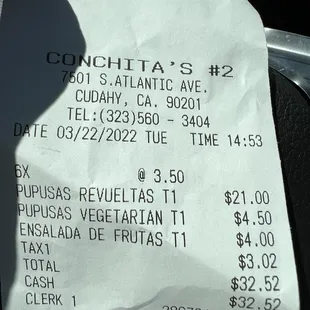 CONCHITA'S #2
7501 S.ATLANTIC AVE.
CUDAHY, CA. 90201
TEL:(323)560 - 3404
DATE 03/22/2022 TUE TIME 14:53
6X @ 3.50
PUPUSAS REVUELTAS T1 $21.00
PUPUSAS VEGETARIAN T1 $4.50
ENSALADA DE FRUTAS T1 $4.00
TAX1 $3.02
TOTAL $32.52
CASH $32.52
CLERK 1